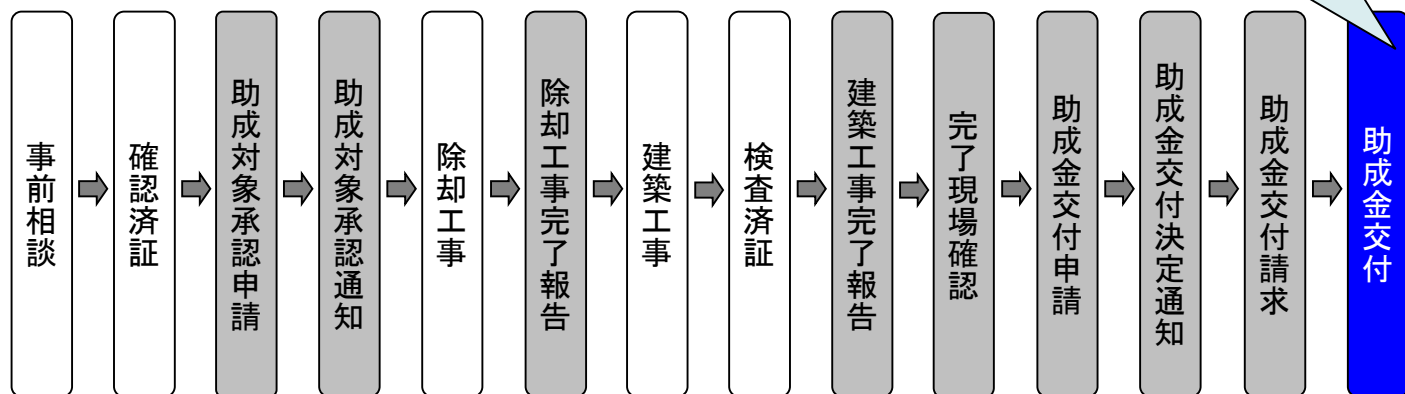 事前相談
確認済証
助成対象承認申請
助成対象承認通知
除却工事
除却工事完了報告
建築工事
検査済証
建築工事完了報告
完了現場確認
助成金交付申請
助成金交付決定通知
助成金交付請求
助成金交付